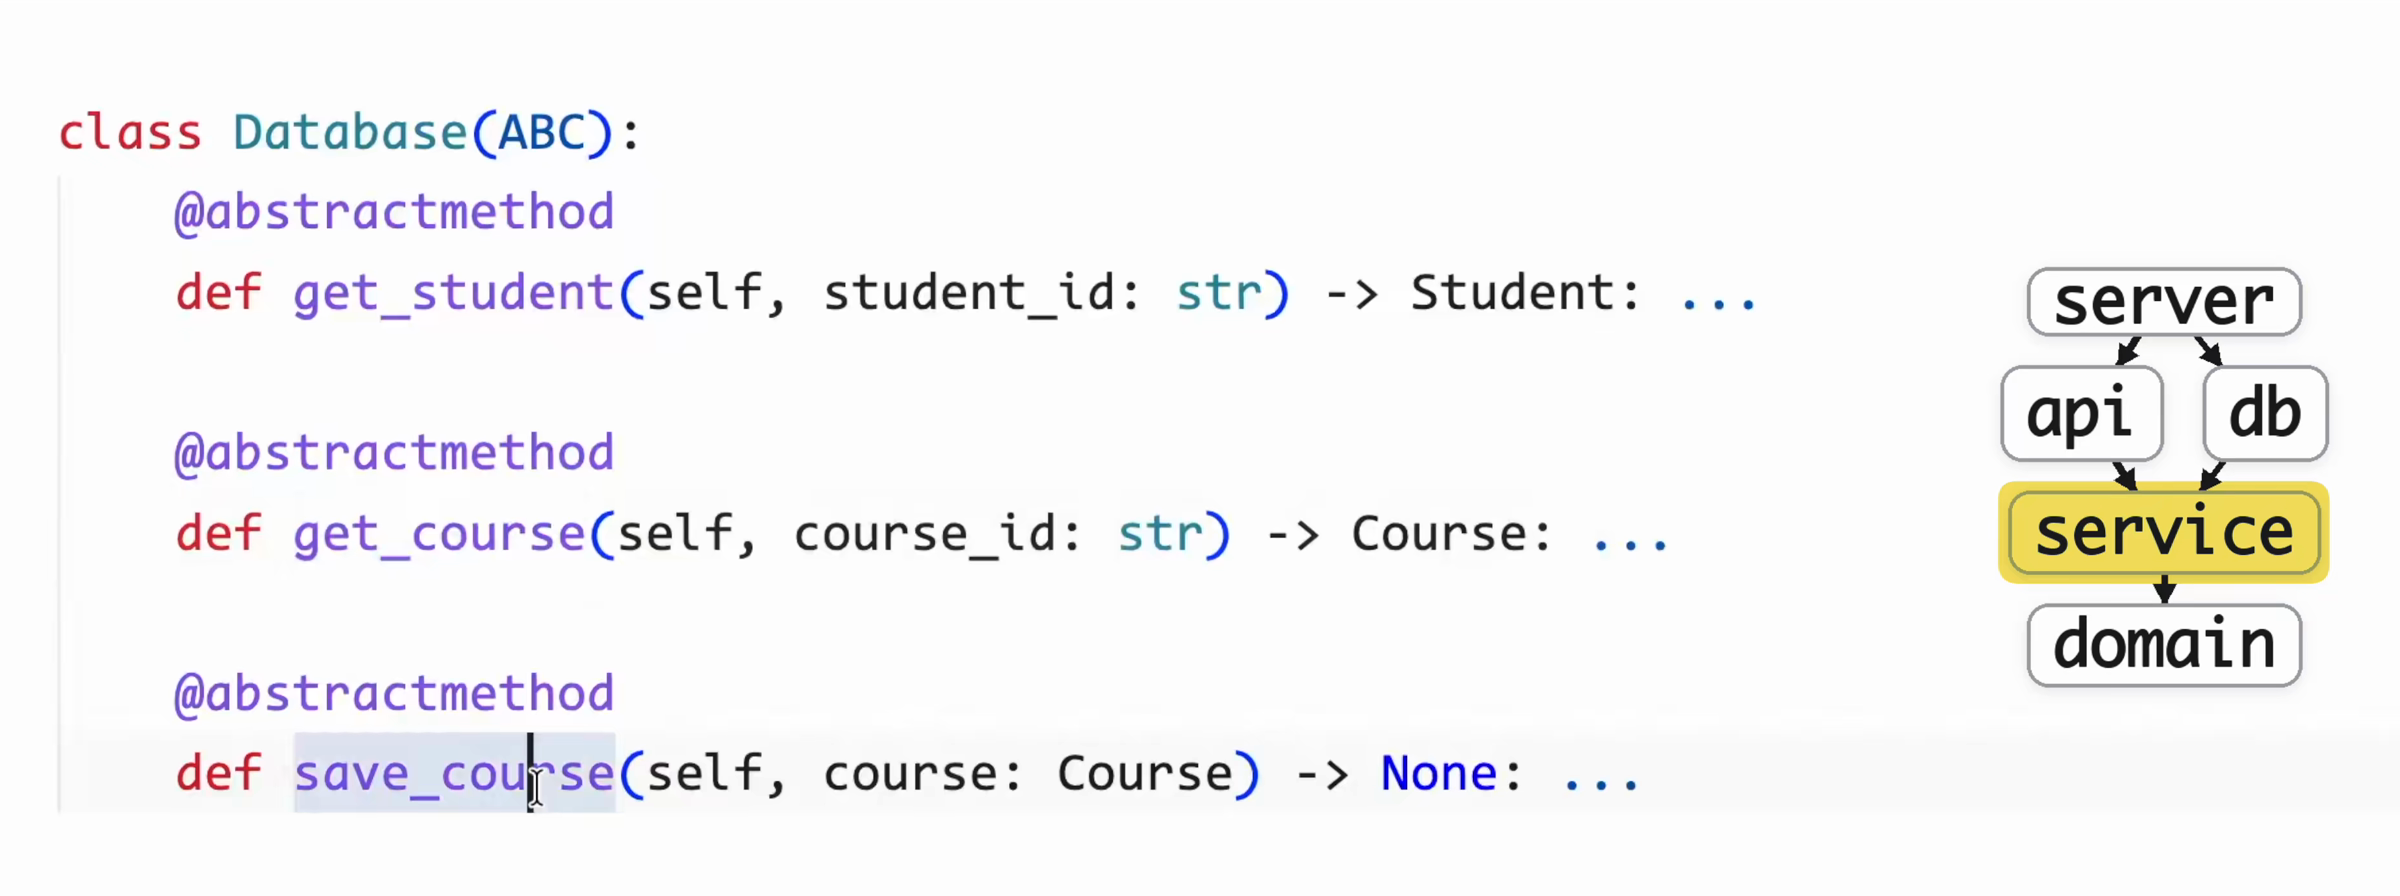 class Database(ABC):
@abstractmethod
def get_student(self, student_id: str) -> Student: ...
@abstractmethod
def get_course(self, course_id: str) -> Course: ...
@abstractmethod
def save_course(self, course: Course) -> None: ...
server
api
db
service
domain